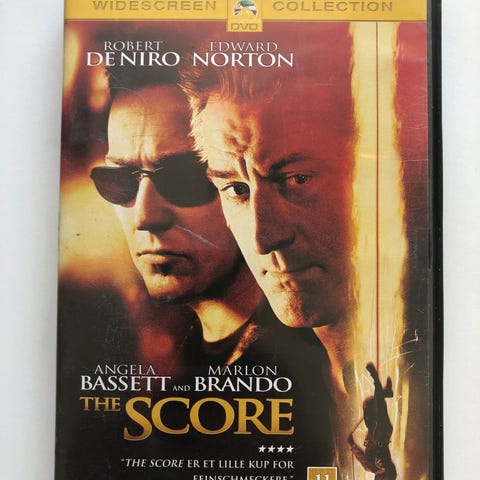 WIDESCREEN COLLECTION
DVD
ROBERT EDWARD
DE NIRO NORTON
ANGELA MARLON
BASSETT AND BRANDO
THE SCORE
★★★★
"THE SCORE ER ET LILLE KUP FOR
FEINSCHMECKERE."
11